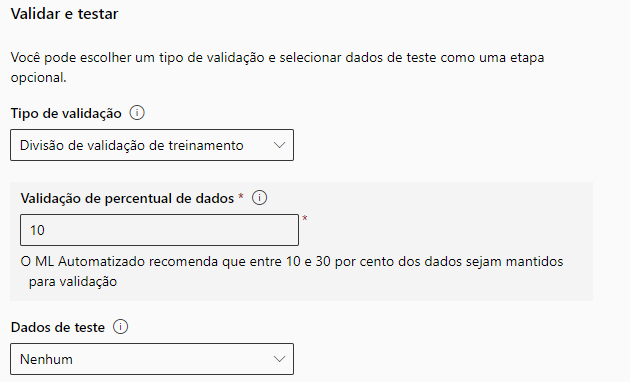 Validar e testar
Você pode escolher um tipo de validação e selecionar dados de teste como uma etapa
opcional.
Tipo de validação
Divisão de validação de treinamento
Validação de percentual de dados *
10
*
O ML Automatizado recomenda que entre 10 e 30 por cento dos dados sejam mantidos
para validação
Dados de teste
Nenhum